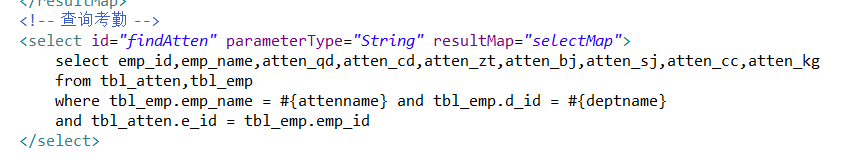 </resultMap>
<!-- 查询考勤 -->
<select id="findAtten" parameterType="String" resultMap="selectMap">
select emp_id,emp_name,atten_qd,atten_cd,atten_zt,atten_bj,atten_sj,atten_cc,atten_kg
from tbl_atten,tbl_emp
where tbl_emp.emp_name = #{attenname} and tbl_emp.d_id = #{deptname}
and tbl_atten.e_id = tbl_emp.emp_id
</select>